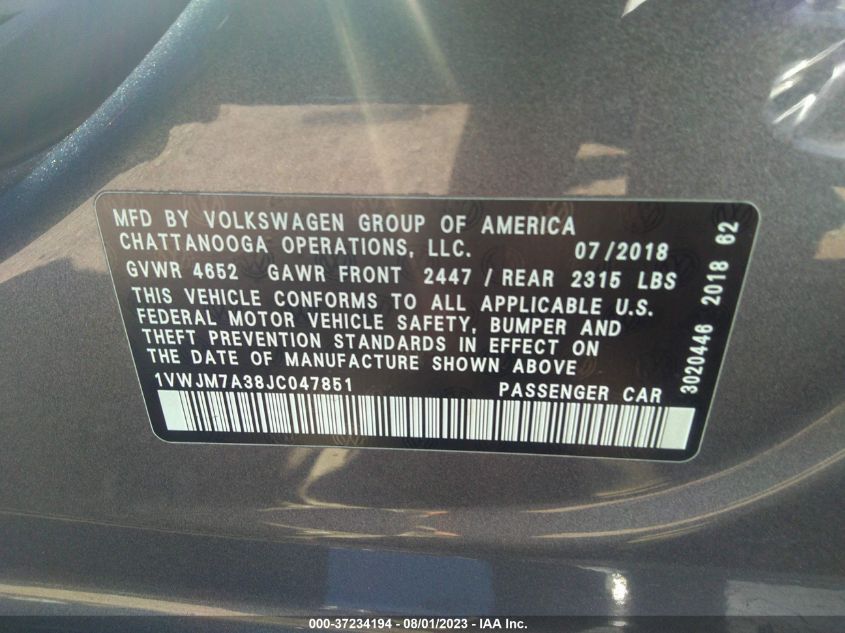 MFD BY VOLKSWAGEN GROUP OF AMERICA
CHATTANOOGA OPERATIONS, LLC. 07/2018
GVWR 4652 GAWR FRONT 2447 / REAR 2315 LBS
THIS VEHICLE CONFORMS TO ALL APPLICABLE U.S.
FEDERAL MOTOR VEHICLE SAFETY, BUMPER AND
THEFT PREVENTION STANDARDS IN EFFECT ON
THE DATE OF MANUFACTURE SHOWN ABOVE
1VWJM7A38JC047851 PASSENGER CAR
3020446 2018 62
000-37234194 - 08/01/2023 - IAA Inc.